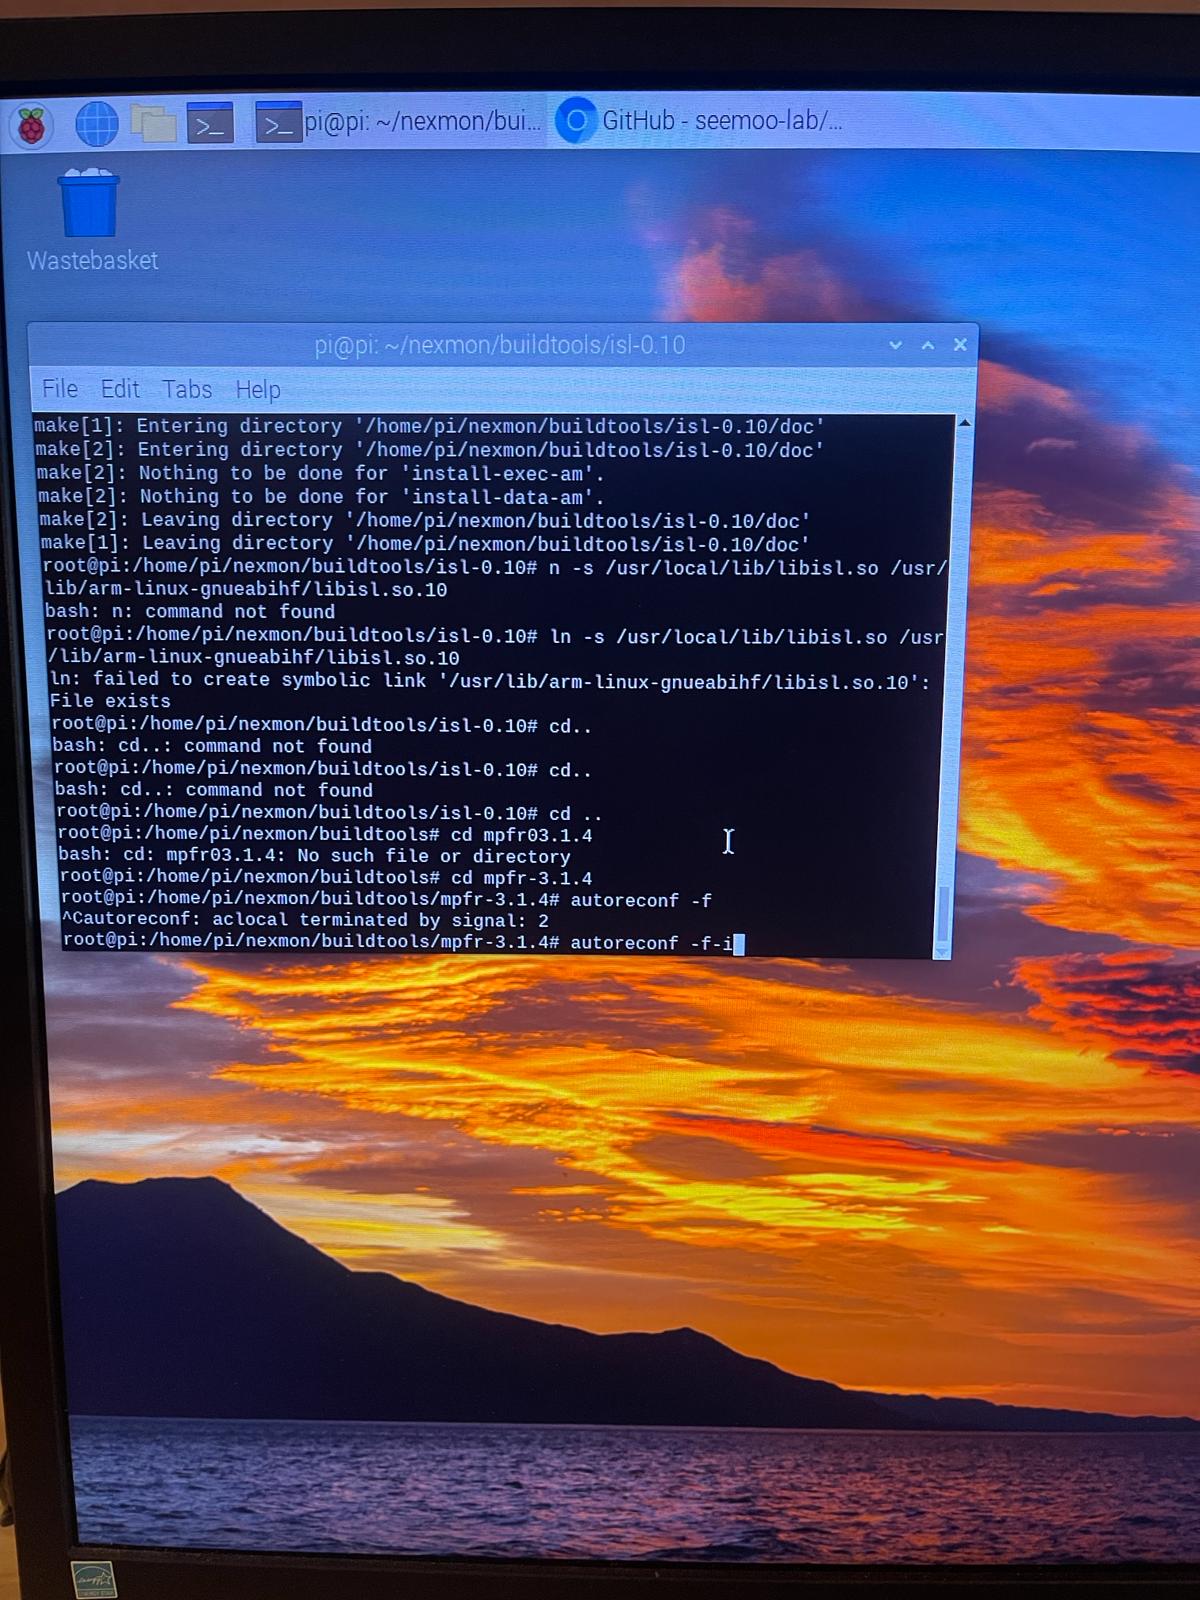 pi@pi: ~/nexmon/bui...
GitHub - seemoo-lab/...
Wastebasket
pi@pi: ~/nexmon/buildtools/isl-0.10
File Edit Tabs Help
make[1]: Entering directory '/home/pi/nexmon/buildtools/isl-0.10/doc'
make[2]: Entering directory '/home/pi/nexmon/buildtools/isl-0.10/doc'
make[2]: Nothing to be done for 'install-exec-am'.
make[2]: Nothing to be done for 'install-data-am'.
make[2]: Leaving directory '/home/pi/nexmon/buildtools/isl-0.10/doc'
make[1]: Leaving directory '/home/pi/nexmon/buildtools/isl-0.10/doc'
root@pi:/home/pi/nexmon/buildtools/isl-0.10# n -s /usr/local/lib/libisl.so /usr/
lib/arm-linux-gnueabihf/libisl.so.10
bash: n: command not found
root@pi:/home/pi/nexmon/buildtools/isl-0.10# ln -s /usr/local/lib/libisl.so /usr
/lib/arm-linux-gnueabihf/libisl.so.10
ln: failed to create symbolic link '/usr/lib/arm-linux-gnueabihf/libisl.so.10':
File exists
root@pi:/home/pi/nexmon/buildtools/isl-0.10# cd..
bash: cd..: command not found
root@pi:/home/pi/nexmon/buildtools/isl-0.10# cd..
bash: cd..: command not found
root@pi:/home/pi/nexmon/buildtools/isl-0.10# cd ..
root@pi:/home/pi/nexmon/buildtools# cd mpfr03.1.4
bash: cd: mpfr03.1.4: No such file or directory
root@pi:/home/pi/nexmon/buildtools# cd mpfr-3.1.4
root@pi:/home/pi/nexmon/buildtools/mpfr-3.1.4# autoreconf -f
^Cautoreconf: aclocal terminated by signal: 2
root@pi:/home/pi/nexmon/buildtools/mpfr-3.1.4# autoreconf -f-i
ENERGY STAR